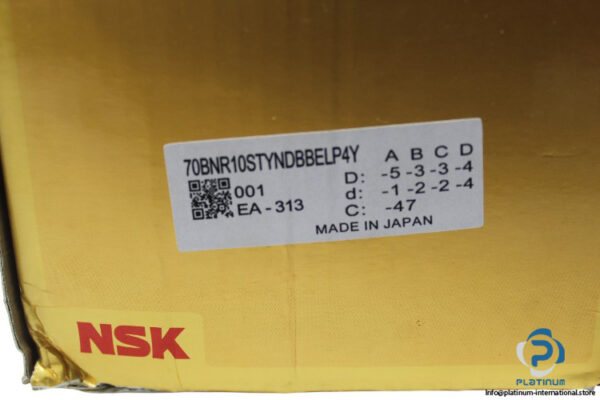 70BNR10STYNDBBELP4Y A B C D
D: -5 -3 -3 -4
001 d: -1 -2 -2 -4
EA - 313 C: -47
MADE IN JAPAN
NSK
PLATINUM
info@platinum-international.store